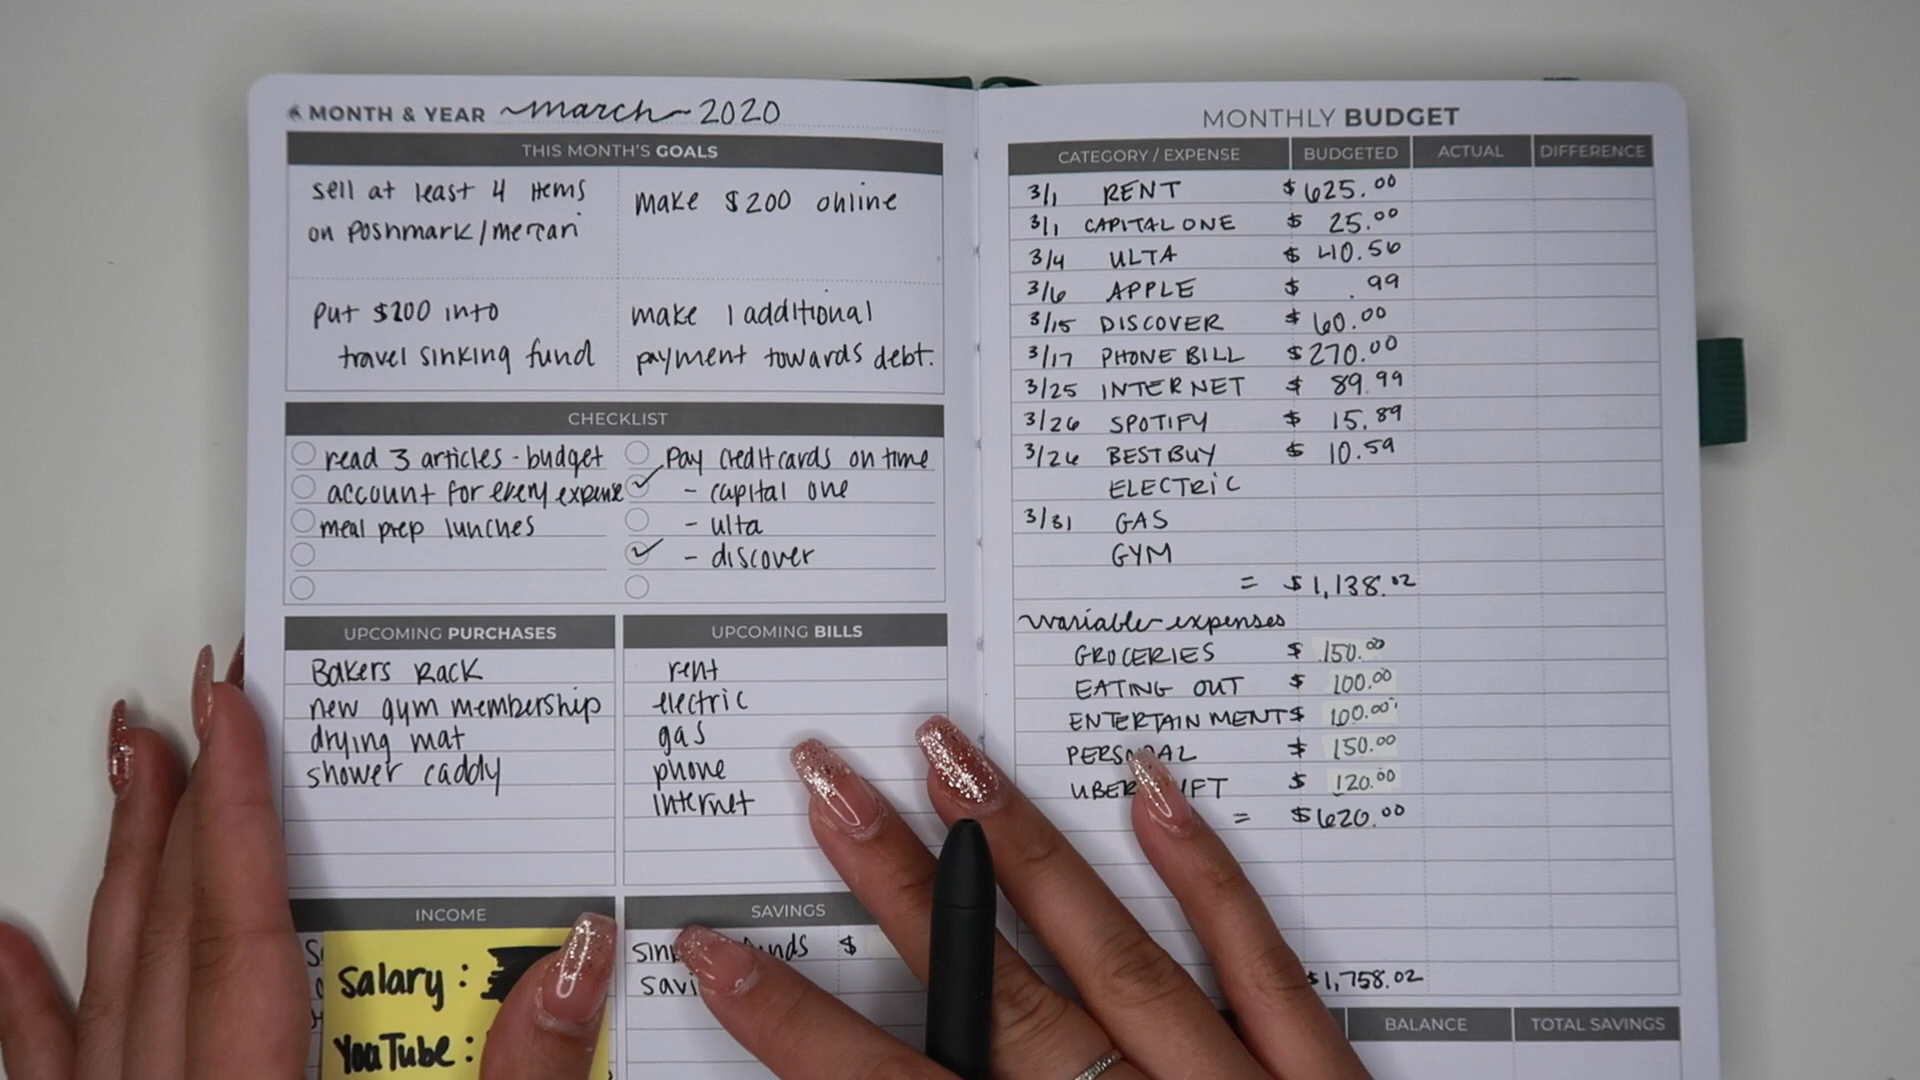 MONTH & YEAR march 2020
THIS MONTH'S GOALS
sell at least 4 items
on poshmark/mercari
make $200 online
put $200 into
travel sinking fund
make 1 additional
payment towards debt.
CHECKLIST
read 3 articles - budget
account for every expense
meal prep lunches
pay credit cards on time
- capital one
- ulta
- discover
UPCOMING PURCHASES
Bakers Rack
new gym membership
drying mat
shower caddy
UPCOMING BILLS
rent
electric
gas
phone
internet
INCOME
Salary :
YouTube :
SAVINGS
$
MONTHLY BUDGET
CATEGORY / EXPENSE BUDGETED ACTUAL DIFFERENCE
3/1 RENT $625.00
3/1 CAPITAL ONE $ 25.00
3/4 ULTA $ 40.56
3/6 APPLE $ .99
3/15 DISCOVER $ 60.00
3/17 PHONE BILL $270.00
3/25 INTERNET $ 89.99
3/26 SPOTIFY $ 15.89
3/26 BEST BUY $ 10.59
ELECTRIC
3/31 GAS
GYM
= $1,138.02
variable expenses
GROCERIES $ 150.00
EATING OUT $ 100.00
ENTERTAINMENT $ 100.00
PERSONAL $ 150.00
UBER $ 120.00
= $620.00
$1,758.02
BALANCE TOTAL SAVINGS